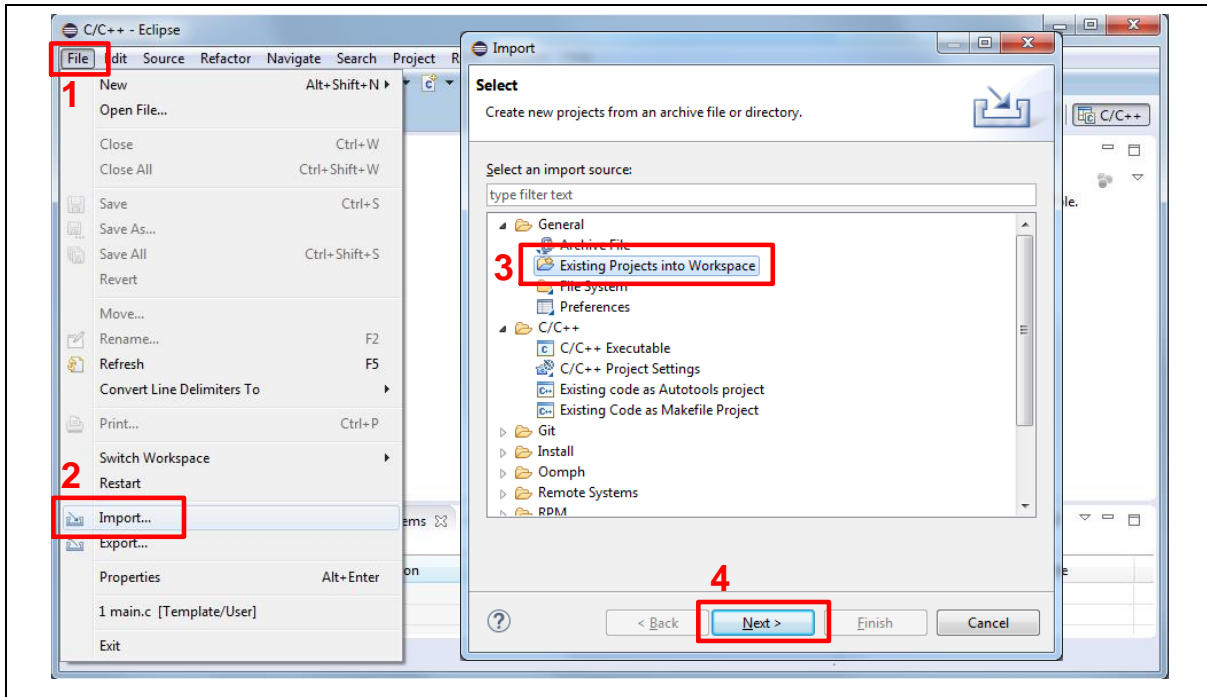 C/C++ - Eclipse
File Edit Source Refactor Navigate Search Project R
1
New Alt+Shift+N
Open File...
Close Ctrl+W
Close All Ctrl+Shift+W
Save Ctrl+S
Save As...
Save All Ctrl+Shift+S
Revert
Move...
Rename... F2
Refresh F5
Convert Line Delimiters To
Print... Ctrl+P
Switch Workspace
2
Restart
Import...
Export...
Properties Alt+Enter
1 main.c [Template/User]
Exit
ems
on
Import
Select
Create new projects from an archive file or directory.
Select an import source:
type filter text
General
Archive File
3
Existing Projects into Workspace
File System
Preferences
C/C++
C/C++ Executable
C/C++ Project Settings
Existing code as Autotools project
Existing Code as Makefile Project
Git
Install
Oomph
Remote Systems
RPM
4
? < Back Next > Finish Cancel
C/C++
le.
e